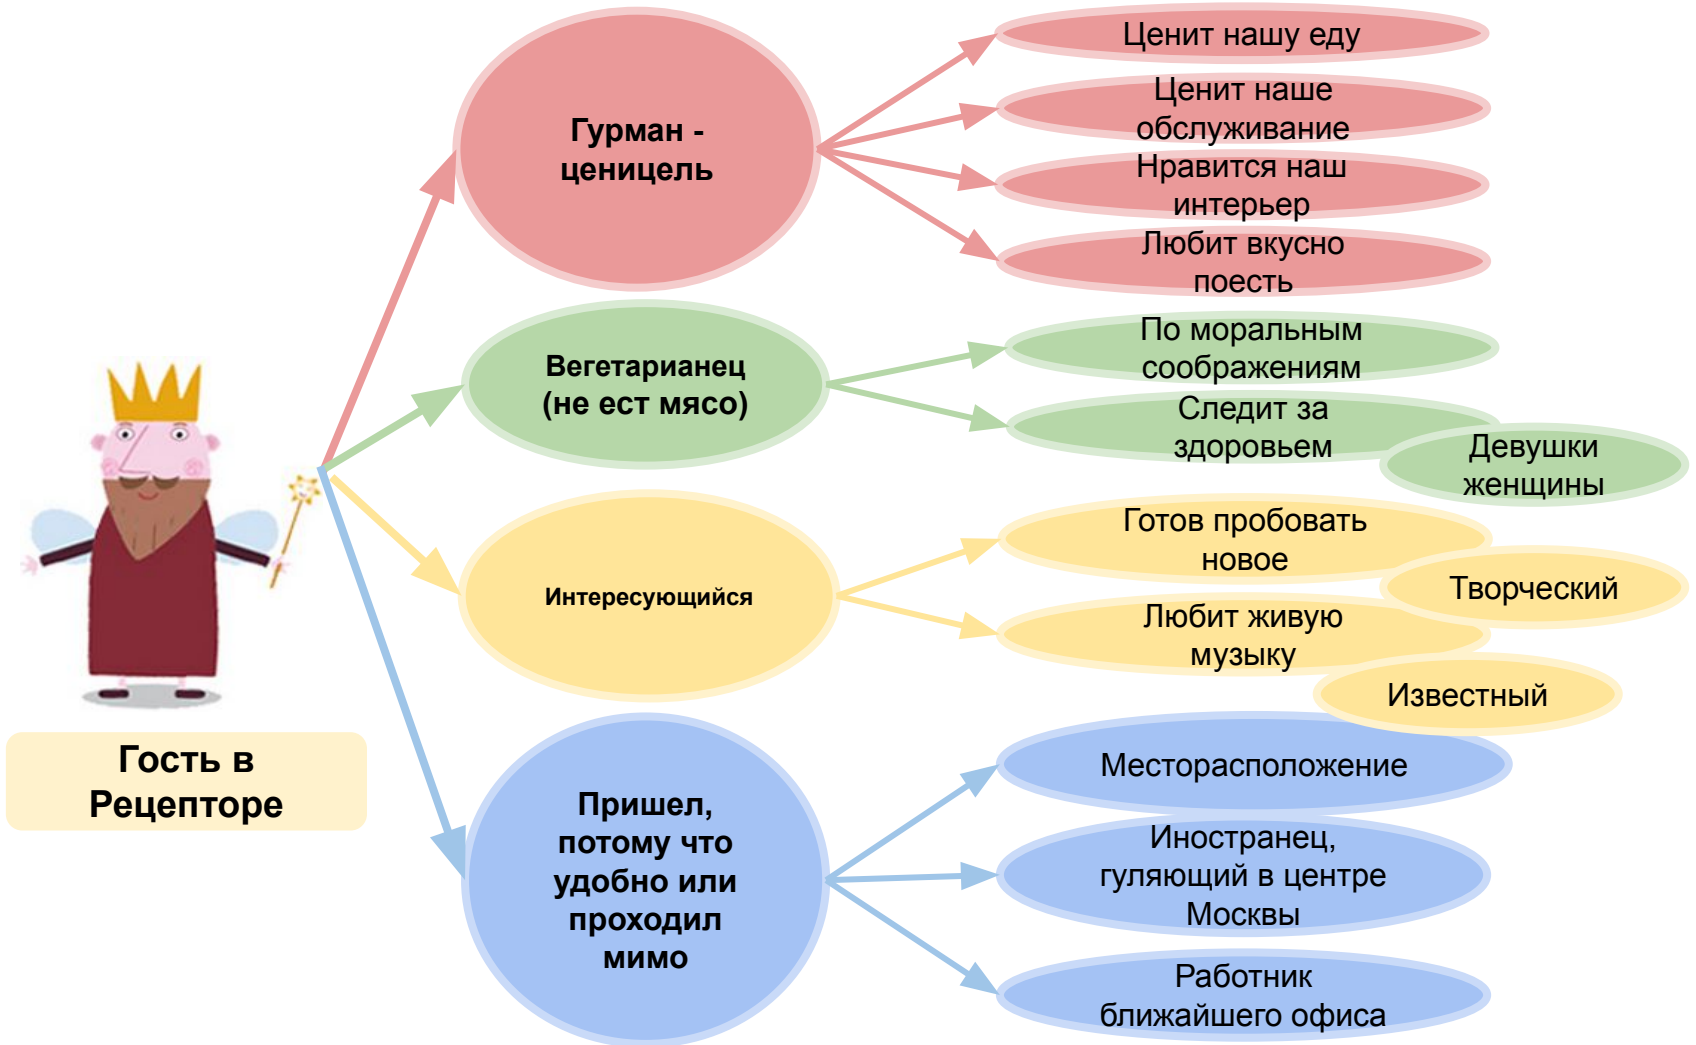 Ценит нашу еду
Гурман -
ценицель
Ценит наше
обслуживание
Нравится наш
интерьер
Любит вкусно
поесть
Вегетарианец
(не ест мясо)
По моральным
соображениям
Следит за
здоровьем
Девушки
женщины
Интересующийся
Готов пробовать
новое
Творческий
Любит живую
музыку
Известный
Гость в
Рецепторе
Пришел,
потому что
удобно или
проходил
мимо
Месторасположение
Иностранец,
гуляющий в центре
Москвы
Работник
ближайшего офиса